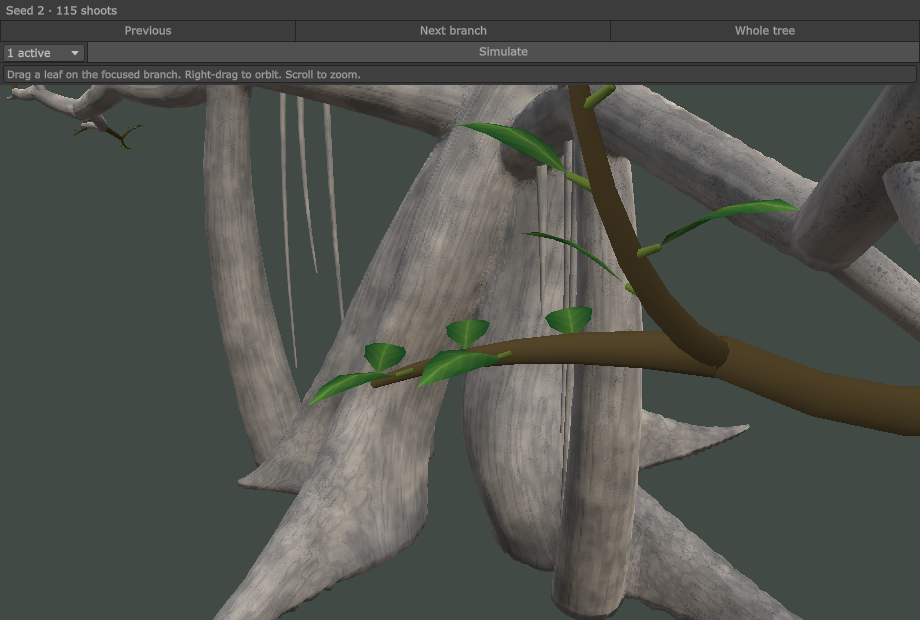 Seed 2 · 115 shoots
Previous
Next branch
Whole tree
1 active
Simulate
Drag a leaf on the focused branch. Right-drag to orbit. Scroll to zoom.